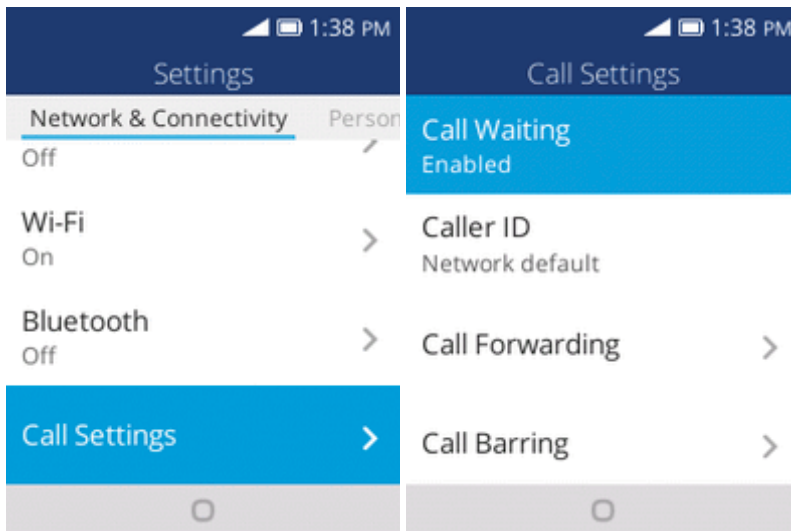 1:38 PM
Settings
Network & Connectivity Person
Off
Wi-Fi
On
Bluetooth
Off
Call Settings
1:38 PM
Call Settings
Call Waiting
Enabled
Caller ID
Network default
Call Forwarding
Call Barring